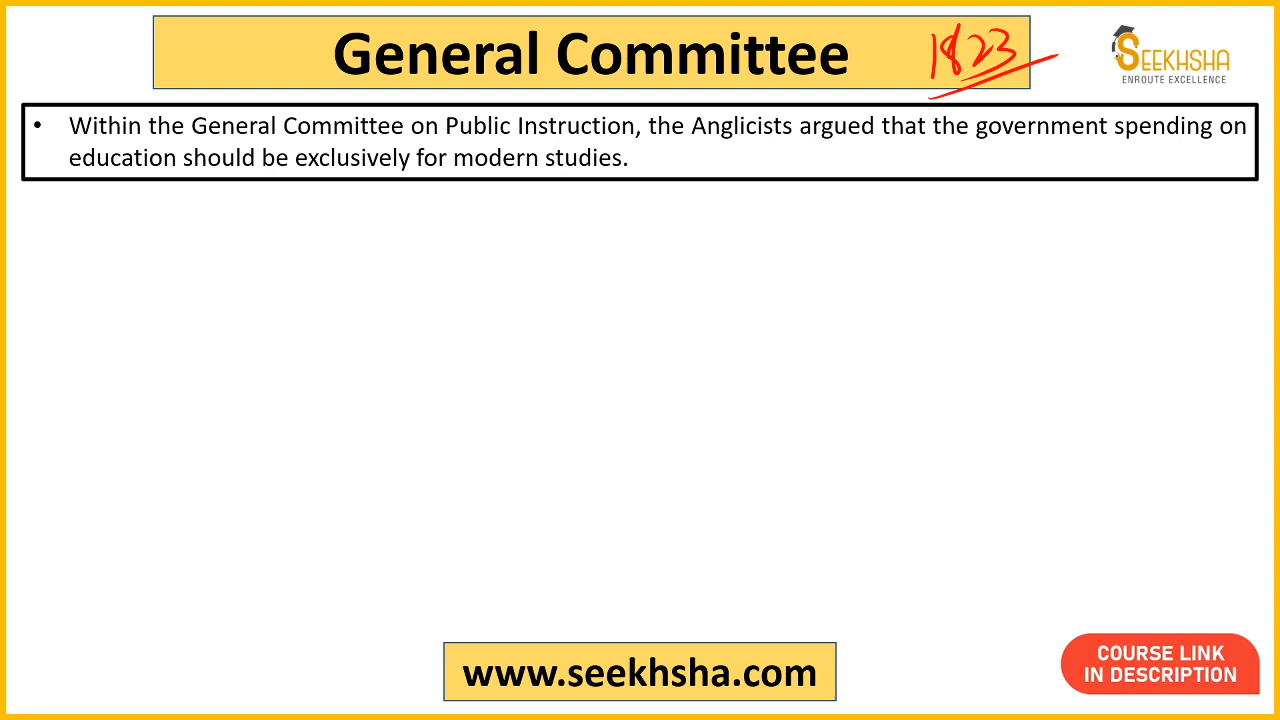 General Committee 1823
SEEKHSHA
ENROUTE EXCELLENCE
• Within the General Committee on Public Instruction, the Anglicists argued that the government spending on
education should be exclusively for modern studies.
www.seekhsha.com
COURSE LINK
IN DESCRIPTION